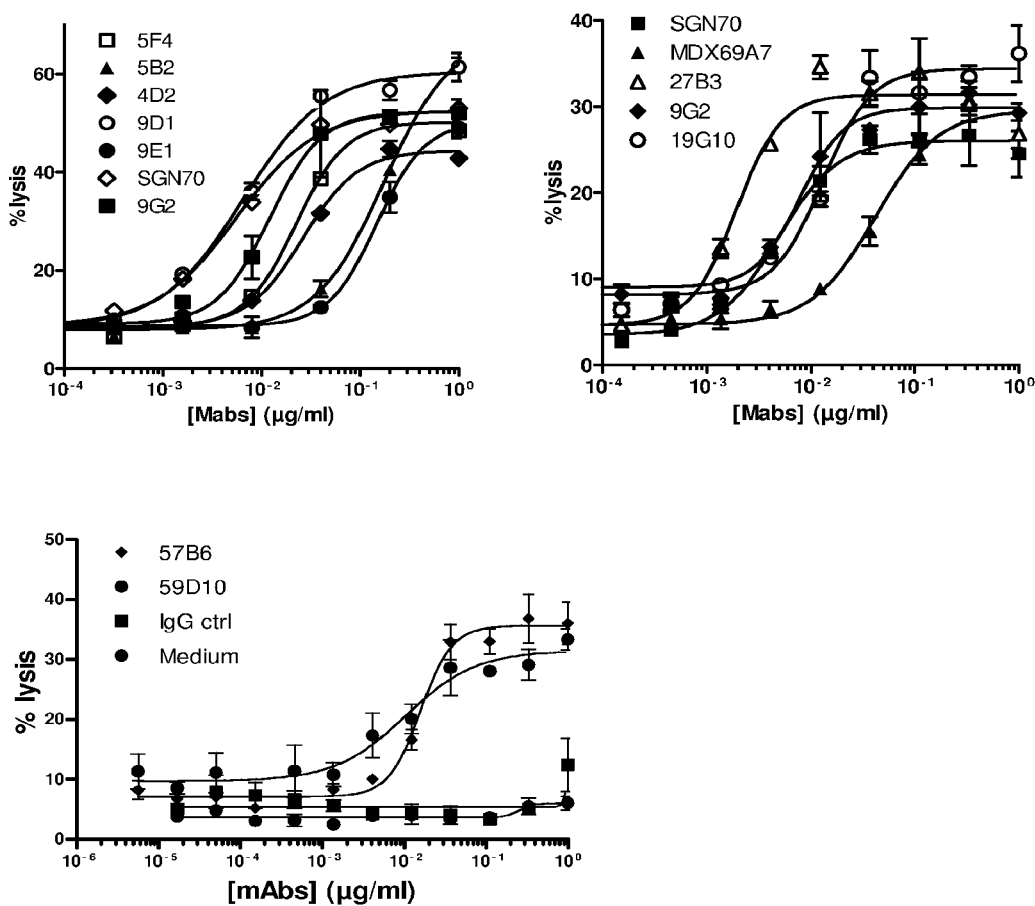 5F4
5B2
4D2
9D1
9E1
SGN70
9G2
60
40
20
0
%lysis
10⁻⁴ 10⁻³ 10⁻² 10⁻¹ 10⁰
[Mabs] (µg/ml)
SGN70
MDX69A7
27B3
9G2
19G10
40
30
20
10
0
%lysis
10⁻⁴ 10⁻³ 10⁻² 10⁻¹ 10⁰
[Mabs] (µg/ml)
57B6
59D10
IgG ctrl
Medium
50
40
30
20
10
0
% lysis
10⁻⁶ 10⁻⁵ 10⁻⁴ 10⁻³ 10⁻² 10⁻¹ 10⁰
[mAbs] (µg/ml)